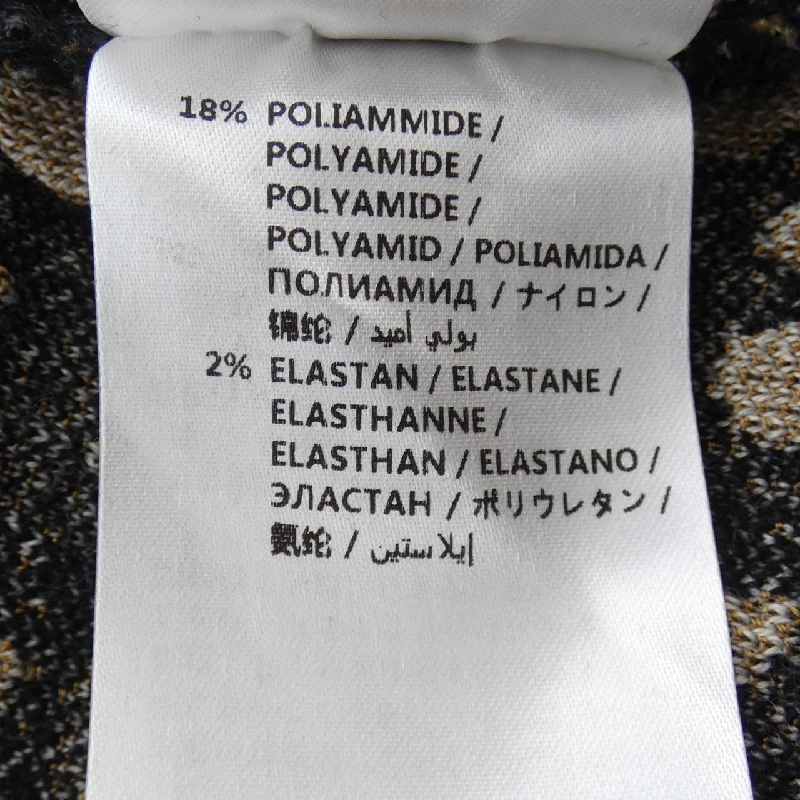 18% POLIAMMIDE /
POLYAMIDE /
POLYAMIDE /
POLYAMID / POLIAMIDA /
ПОЛИАМИД / ナイロン /
锦纶 / بولي أميد
2% ELASTAN / ELASTANE /
ELASTHANNE /
ELASTHAN / ELASTANO /
ЭЛАСТАН / ポリウレタン /
氨纶 / إيلاستين